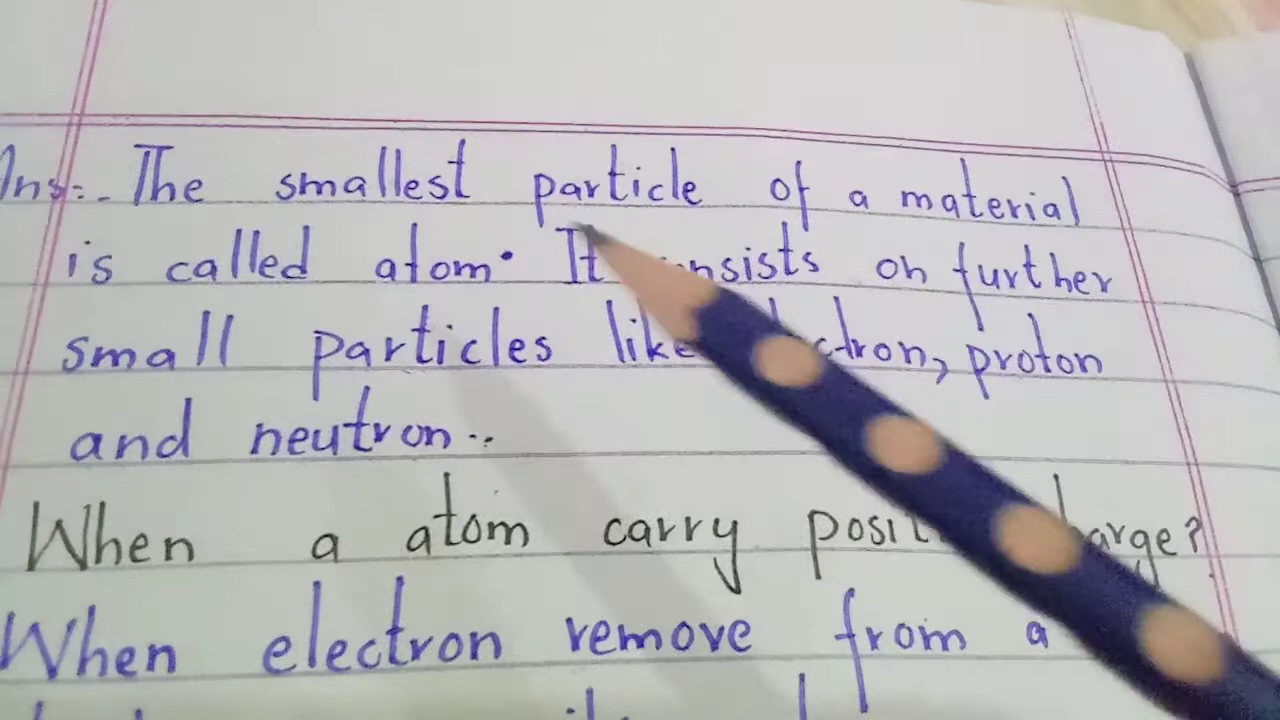 Ans:- The smallest particle of a material
is called atom. It consists on further
small particles like electron, proton
and neutron..
When a atom carry positive charge?
When electron remove from a